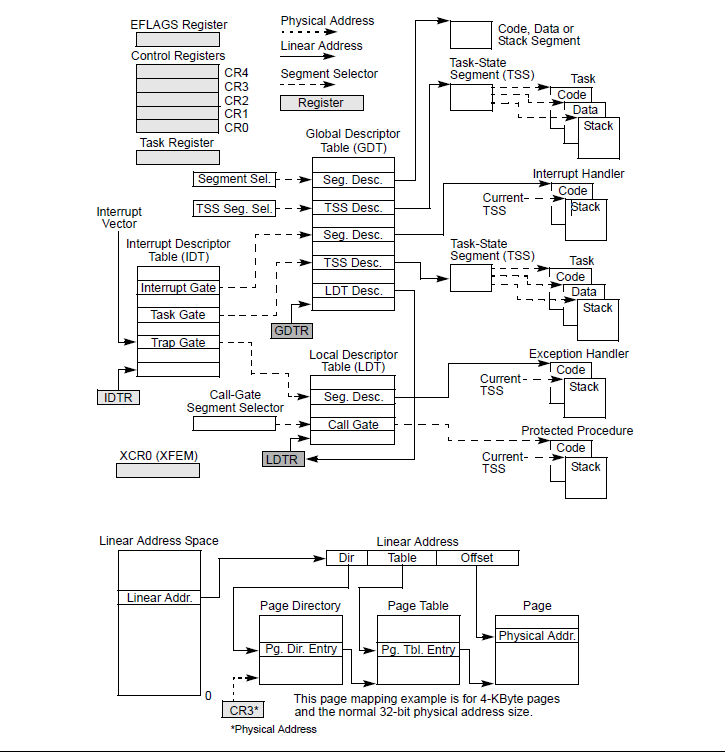 EFLAGS Register
Control Registers
CR4
CR3
CR2
CR1
CR0
Task Register
Physical Address
Linear Address
Segment Selector
Register
Global Descriptor
Table (GDT)
Segment Sel.
Seg. Desc.
TSS Seg. Sel.
TSS Desc.
Seg. Desc.
TSS Desc.
LDT Desc.
GDTR
Code, Data or
Stack Segment
Task-State
Segment (TSS)
Task
Code
Data
Stack
Interrupt Handler
Code
Current
TSS
Stack
Task-State
Segment (TSS)
Task
Code
Data
Stack
Interrupt
Vector
Interrupt Descriptor
Table (IDT)
Interrupt Gate
Task Gate
Trap Gate
IDTR
Local Descriptor
Table (LDT)
Call-Gate
Segment Selector
Seg. Desc.
Call Gate
LDTR
Exception Handler
Code
Current
TSS
Stack
Protected Procedure
Code
Current
TSS
Stack
XCR0 (XFEM)
Linear Address Space
Linear Addr.
0
Linear Address
Dir
Table
Offset
Page Directory
Pg. Dir. Entry
Page Table
Pg. Tbl. Entry
Page
Physical Addr.
CR3*
*Physical Address
This page mapping example is for 4-KByte pages
and the normal 32-bit physical address size.